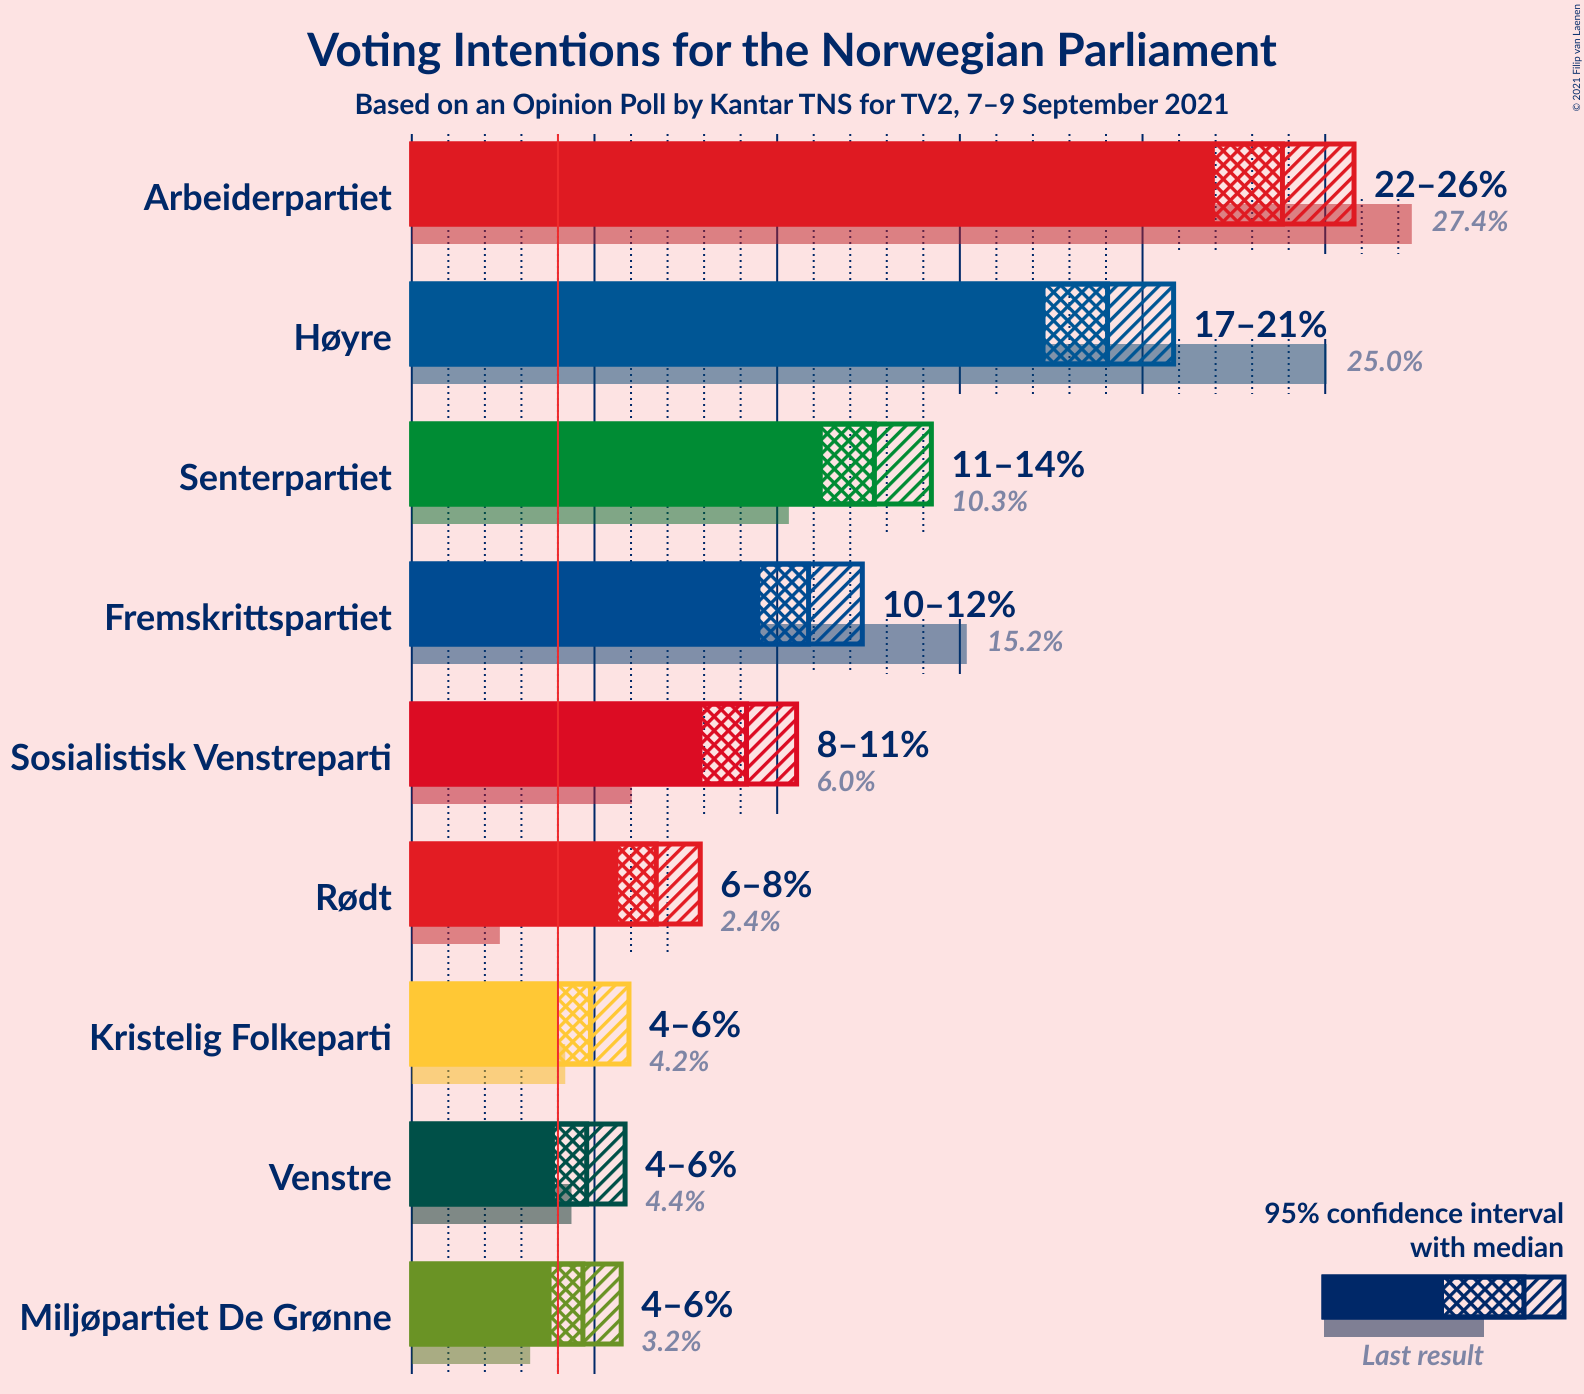 Voting Intentions for the Norwegian Parliament
Based on an Opinion Poll by Kantar TNS for TV2, 7–9 September 2021
© 2021 Filip van Laenen
Arbeiderpartiet
22–26%
27.4%
Høyre
17–21%
25.0%
Senterpartiet
11–14%
10.3%
Fremskrittspartiet
10–12%
15.2%
Sosialistisk Venstreparti
8–11%
6.0%
Rødt
6–8%
2.4%
Kristelig Folkeparti
4–6%
4.2%
Venstre
4–6%
4.4%
Miljøpartiet De Grønne
4–6%
3.2%
95% confidence interval
with median
Last result